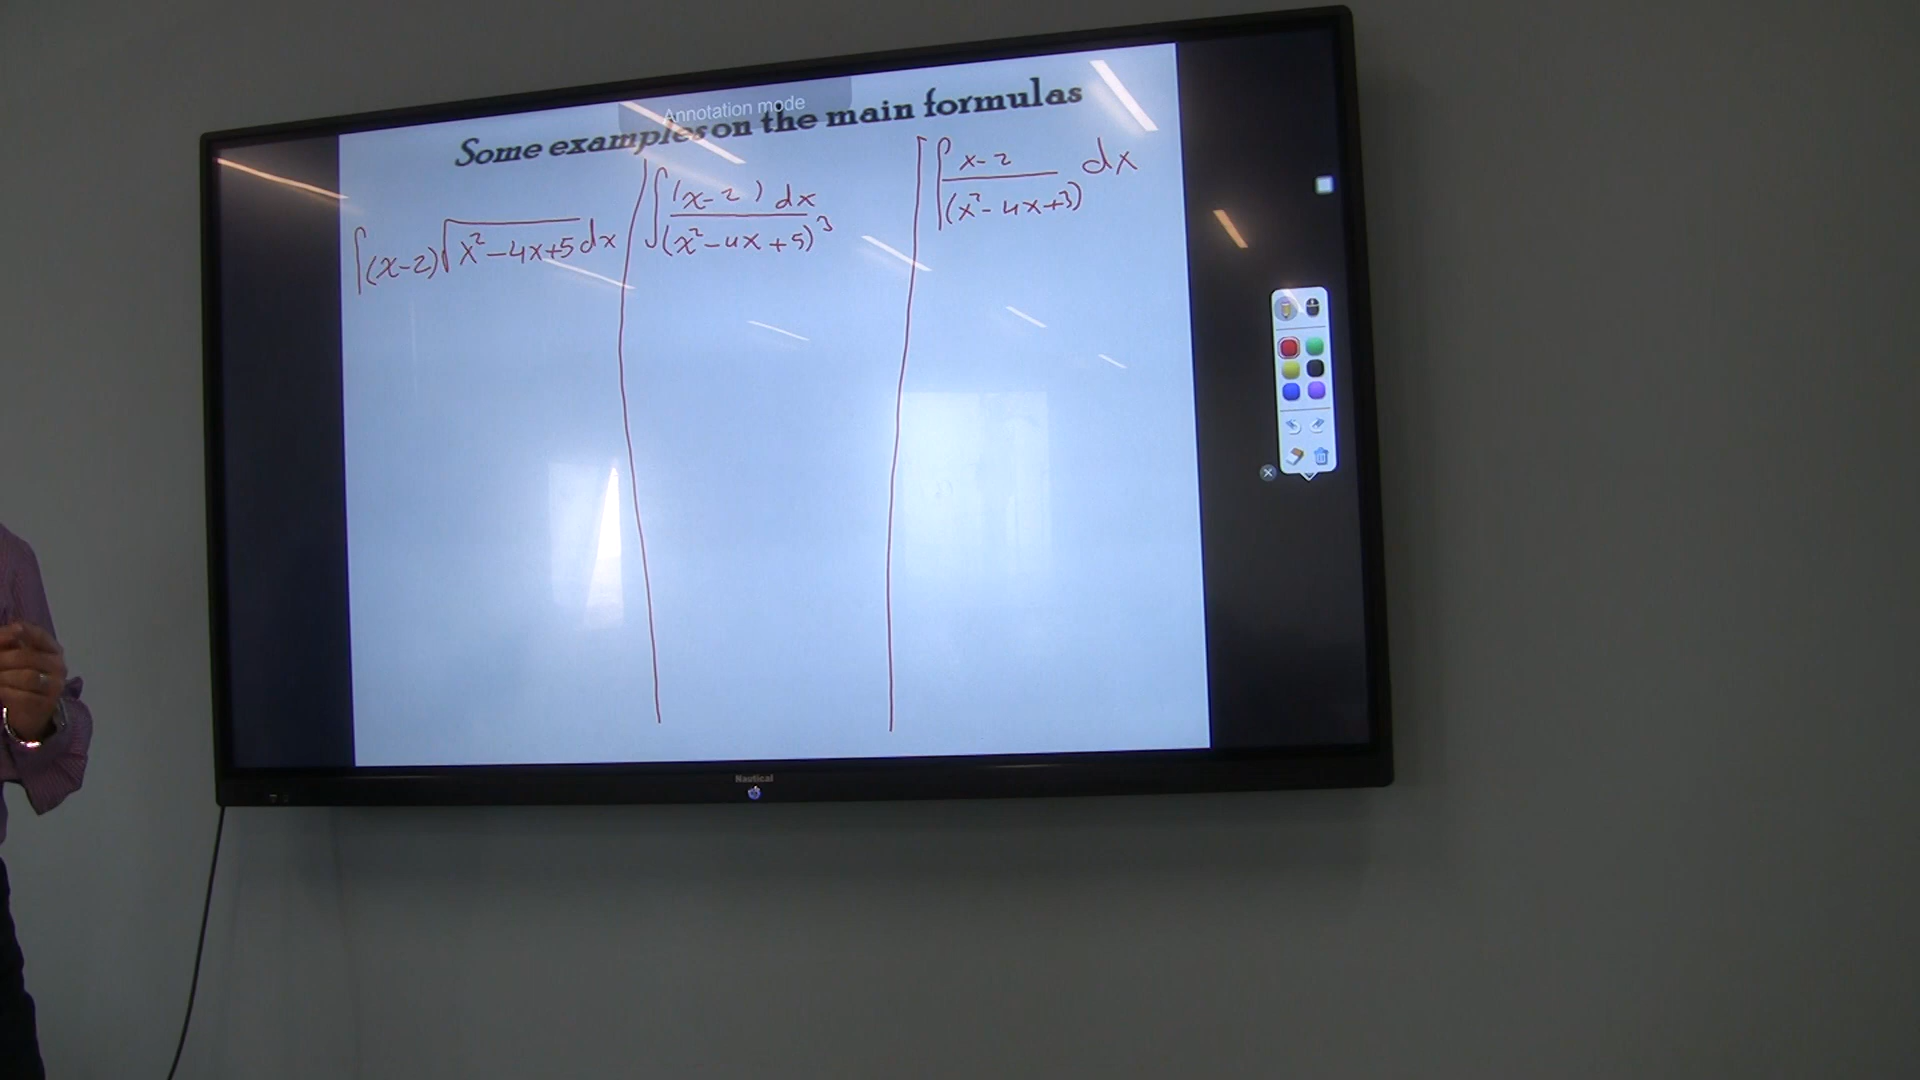 Annotation mode
Some examples on the main formulas
∫(x-2)√(x²-4x+5) dx
∫ (x-2) dx / (x²-4x+5)³
∫ x-2 / (x²-4x+3) dx
Nautical